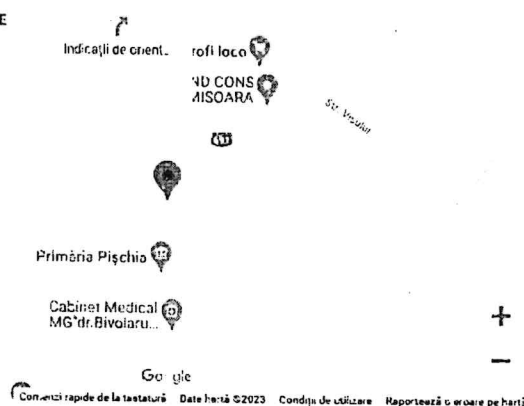 E
Indicații de orient...
rofi loco
ND CONS
MISOARA
Str. Visului
Primăria Pișchia
Cabinet Medical
MG*dr.Bivolaru...
Google
Comenzi rapide de la tastatură Date hartă ©2023 Condiții de utilizare Raportează o eroare pe hartă